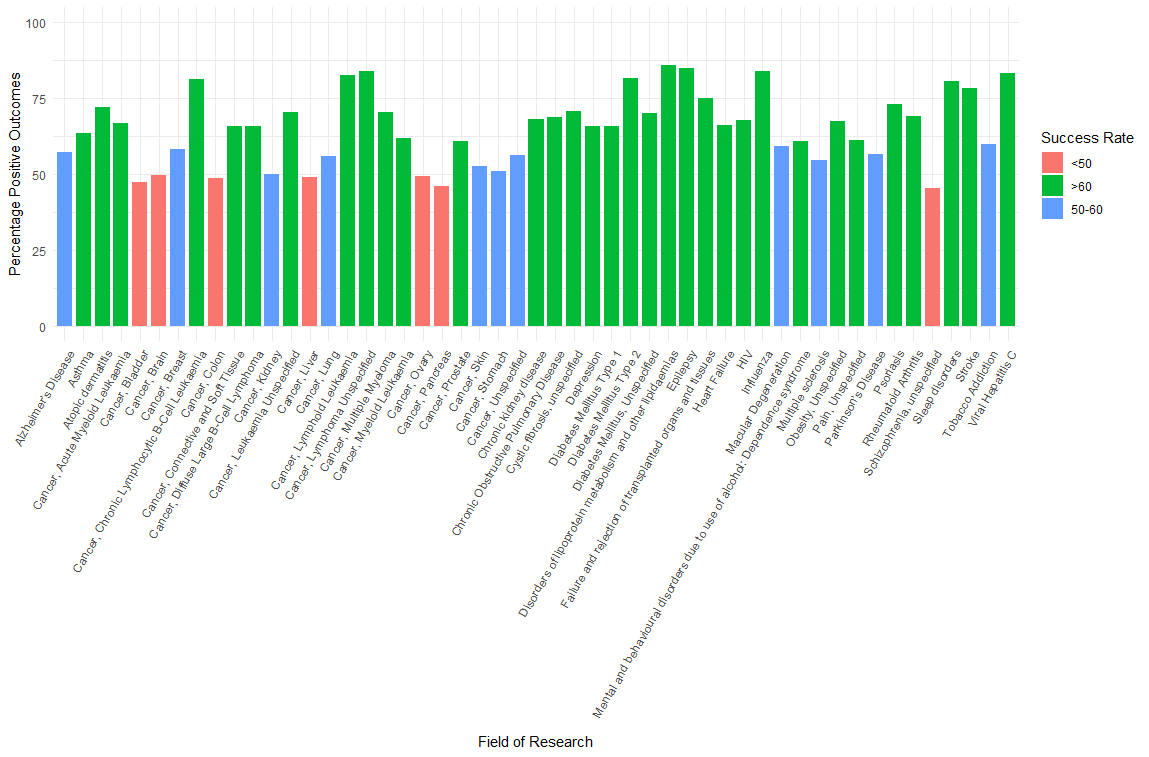 Percentage Positive Outcomes
100
75
50
25
0
Alzheimer's Disease
Asthma
Atopic dermatitis
Cancer, Acute Myeloid Leukaemia
Cancer, Bladder
Cancer, Brain
Cancer, Breast
Cancer, Chronic Lymphocytic B-Cell Leukaemia
Cancer, Colon
Cancer, Connective and Soft Tissue
Cancer, Diffuse Large B-Cell Lymphoma
Cancer, Kidney
Cancer, Leukaemia Unspecified
Cancer, Liver
Cancer, Lung
Cancer, Lymphoid Leukaemia
Cancer, Lymphoma Unspecified
Cancer, Multiple Myeloma
Cancer, Myeloid Leukaemia
Cancer, Ovary
Cancer, Pancreas
Cancer, Prostate
Cancer, Skin
Cancer, Stomach
Cancer, Unspecified
Chronic kidney disease
Chronic Obstructive Pulmonary Disease
Cystic fibrosis, unspecified
Depression
Diabetes Mellitus Type 1
Diabetes Mellitus Type 2
Diabetes Mellitus, Unspecified
Disorders of lipoprotein metabolism and other lipidaemias
Epilepsy
Failure and rejection of transplanted organs and tissues
Heart Failure
HIV
Influenza
Macular Degeneration
Mental and behavioural disorders due to use of alcohol: Dependence syndrome
Multiple sclerosis
Obesity, Unspecified
Pain, Unspecified
Parkinson's Disease
Psoriasis
Rheumatoid Arthritis
Schizophrenia, unspecified
Sleep disorders
Stroke
Tobacco Addiction
Viral Hepatitis C
Field of Research
Success Rate
<50
>60
50-60